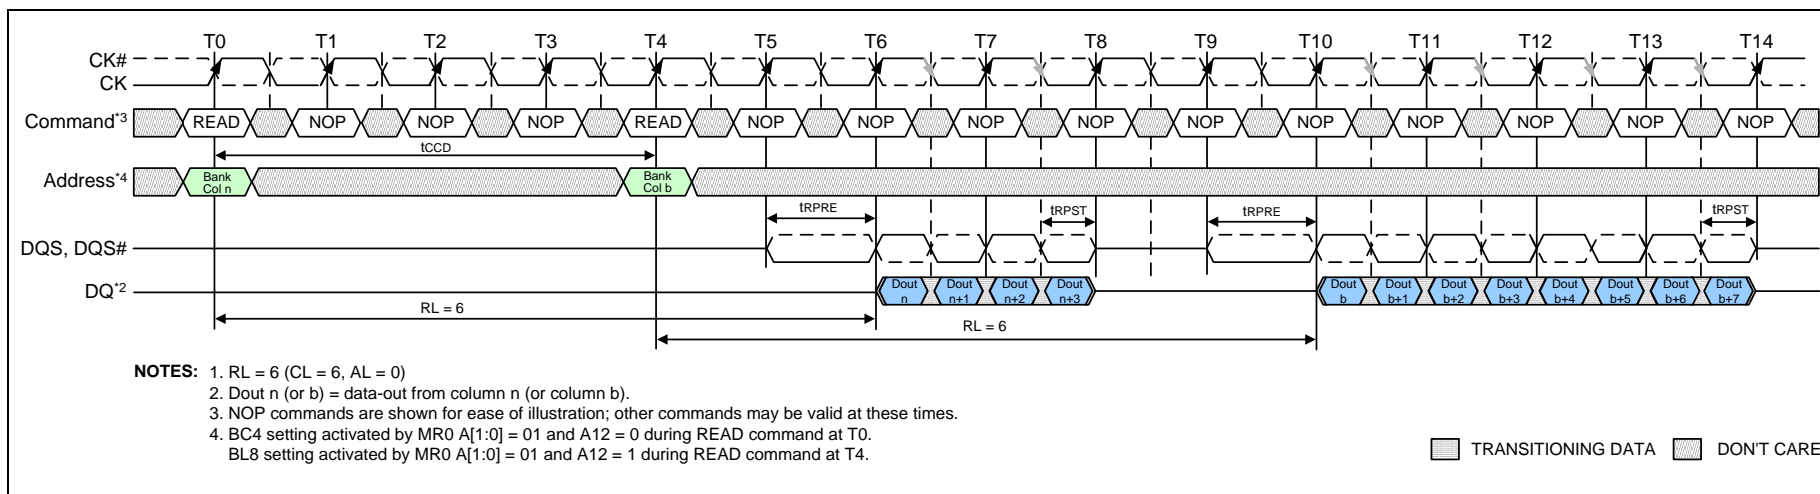 T0 T1 T2 T3 T4 T5 T6 T7 T8 T9 T10 T11 T12 T13 T14
CK#
CK
Command*3 READ NOP NOP NOP READ NOP NOP NOP NOP NOP NOP NOP NOP NOP NOP
tCCD
Address*4 Bank Col n Bank Col b
tRPRE tRPST tRPRE tRPST
DQS, DQS#
DQ*2 Dout n Dout n+1 Dout n+2 Dout n+3 Dout b Dout b+1 Dout b+2 Dout b+3 Dout b+4 Dout b+5 Dout b+6 Dout b+7
RL = 6
RL = 6
NOTES: 1. RL = 6 (CL = 6, AL = 0)
2. Dout n (or b) = data-out from column n (or column b).
3. NOP commands are shown for ease of illustration; other commands may be valid at these times.
4. BC4 setting activated by MR0 A[1:0] = 01 and A12 = 0 during READ command at T0.
BL8 setting activated by MR0 A[1:0] = 01 and A12 = 1 during READ command at T4.
TRANSITIONING DATA DON'T CARE